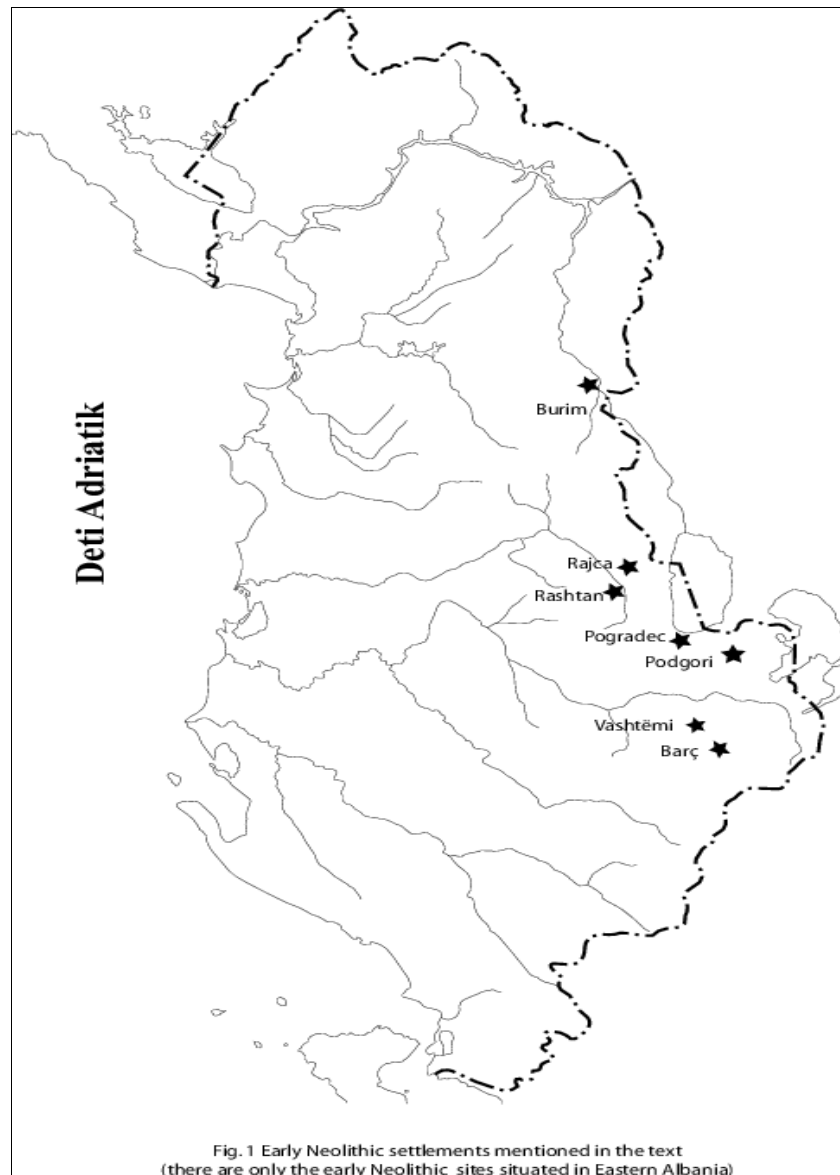 Deti Adriatik
Burim
Rajca
Rashtan
Pogradec
Podgori
Vashtëmi
Barç
Fig. 1 Early Neolithic settlements mentioned in the text
(there are only the early Neolithic sites situated in Eastern Albania)